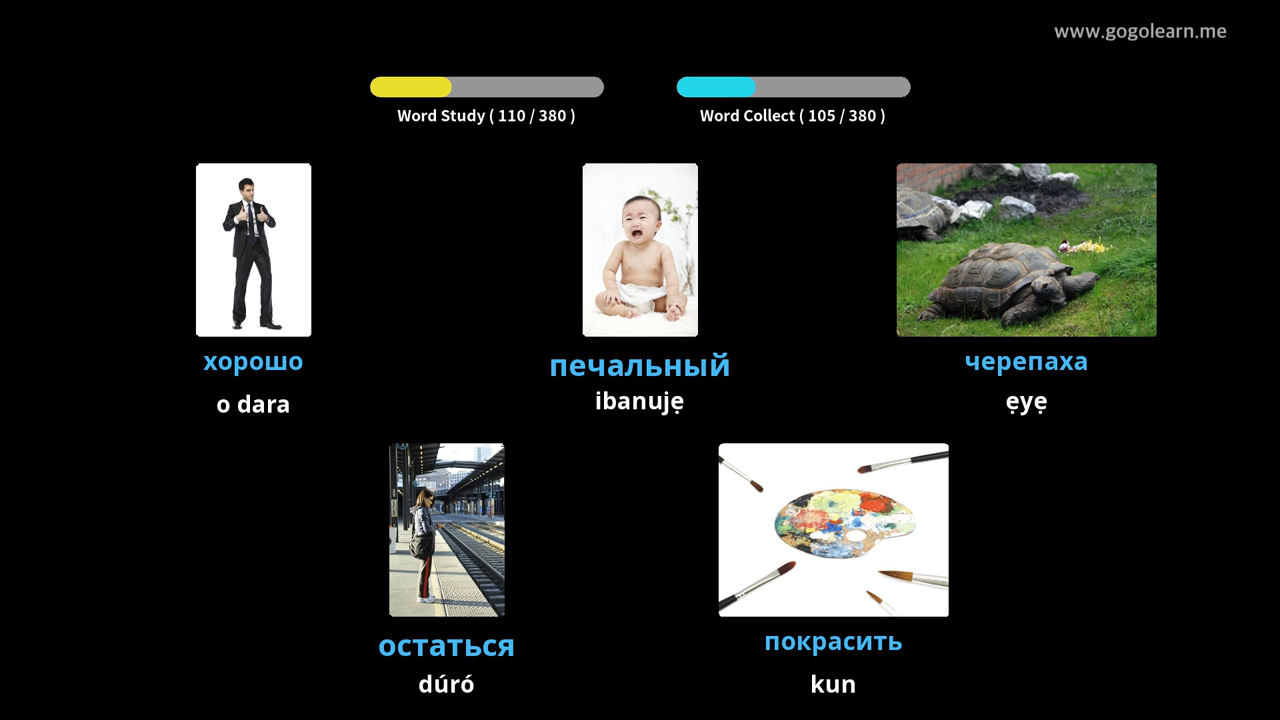 www.gogolearn.me
Word Study ( 110 / 380 )
Word Collect ( 105 / 380 )
хорошо
o dara
печальный
ibanujẹ
черепаха
ẹyẹ
остаться
dúró
покрасить
kun